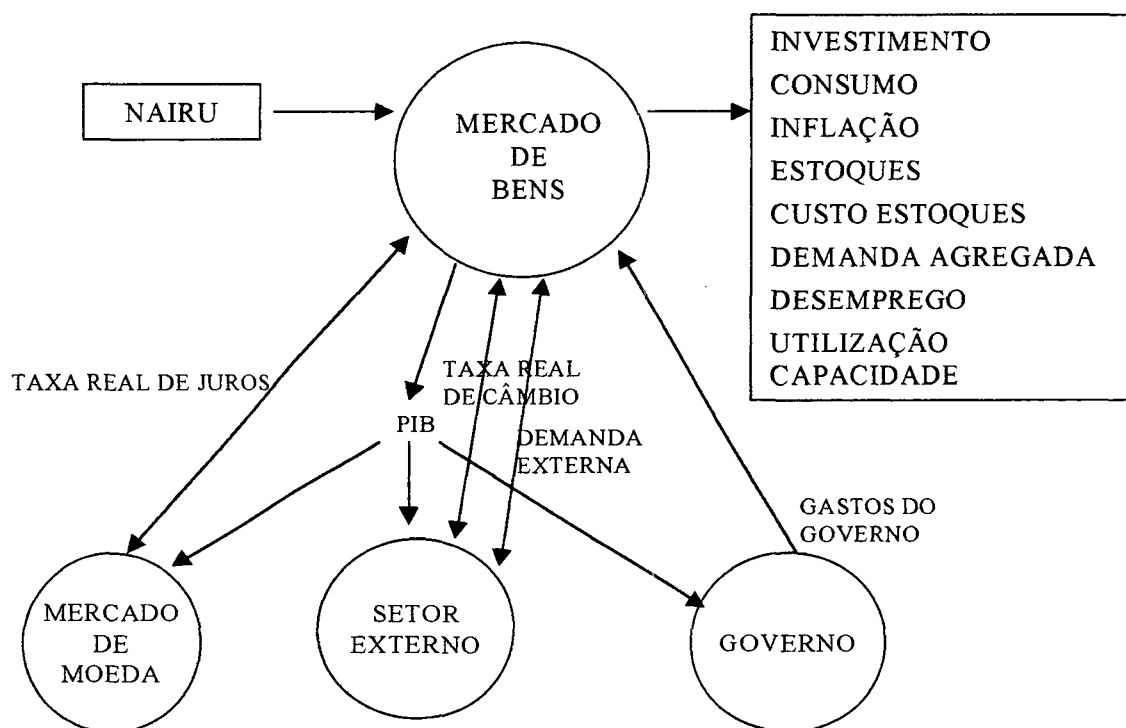 NAIRU
MERCADO
DE
BENS
INVESTIMENTO
CONSUMO
INFLAÇÃO
ESTOQUES
CUSTO ESTOQUES
DEMANDA AGREGADA
DESEMPREGO
UTILIZAÇÃO
CAPACIDADE
TAXA REAL DE JUROS
TAXA REAL
DE CÂMBIO
PIB
DEMANDA
EXTERNA
GASTOS DO
GOVERNO
MERCADO
DE
MOEDA
SETOR
EXTERNO
GOVERNO